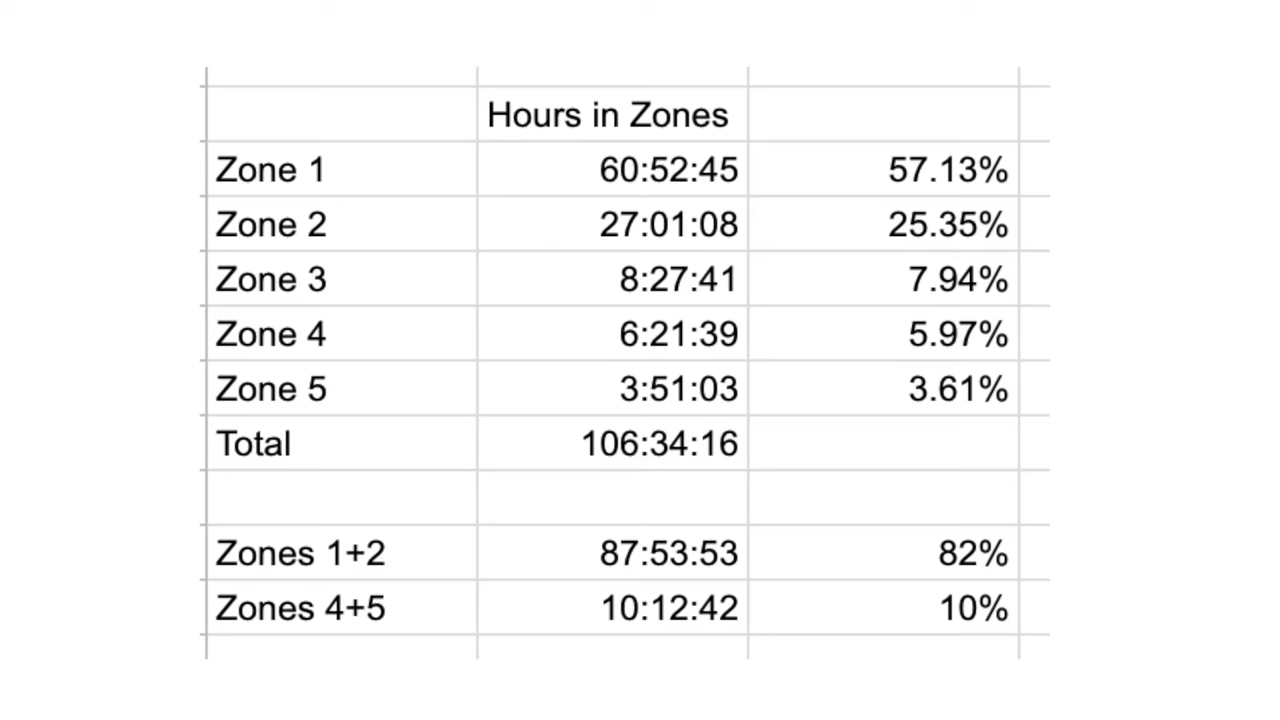 Hours in Zones
Zone 1 60:52:45 57.13%
Zone 2 27:01:08 25.35%
Zone 3 8:27:41 7.94%
Zone 4 6:21:39 5.97%
Zone 5 3:51:03 3.61%
Total 106:34:16
Zones 1+2 87:53:53 82%
Zones 4+5 10:12:42 10%